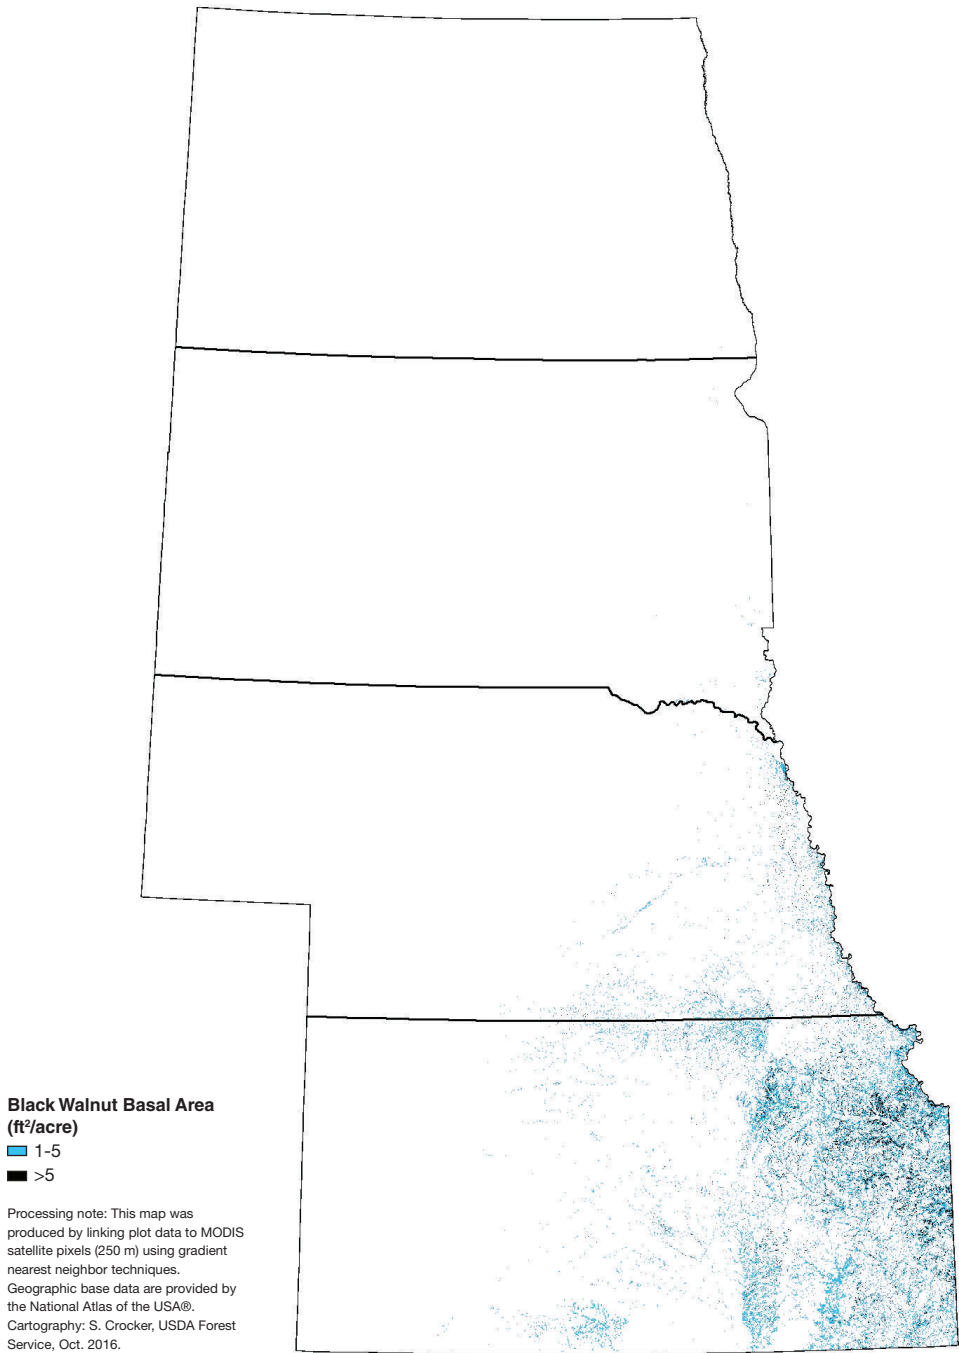 Black Walnut Basal Area
(ft²/acre)
1-5
>5
Processing note: This map was
produced by linking plot data to MODIS
satellite pixels (250 m) using gradient
nearest neighbor techniques.
Geographic base data are provided by
the National Atlas of the USA®.
Cartography: S. Crocker, USDA Forest
Service, Oct. 2016.